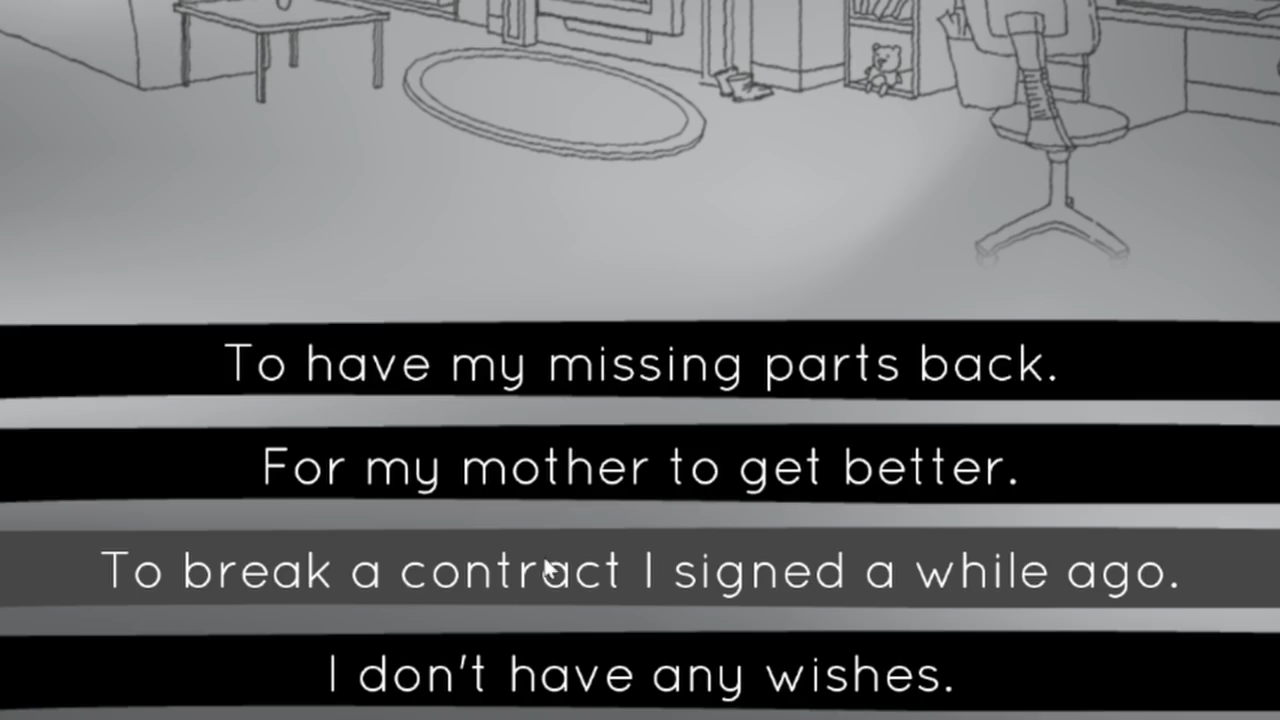 To have my missing parts back.
For my mother to get better.
To break a contract I signed a while ago.
I don't have any wishes.